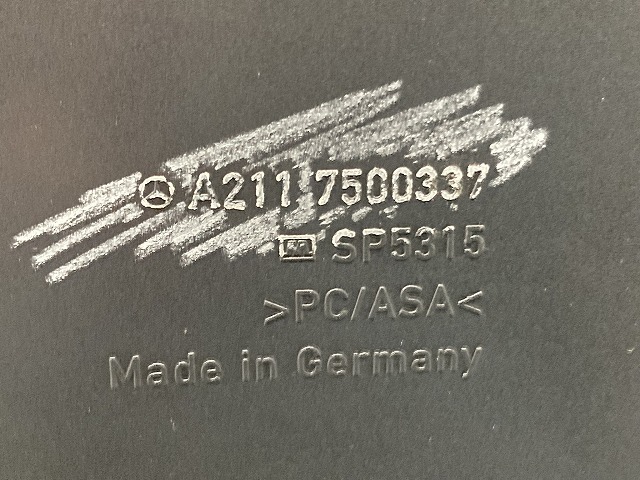 A211 7500337
SP5315
>PC/ASA<
Made in Germany